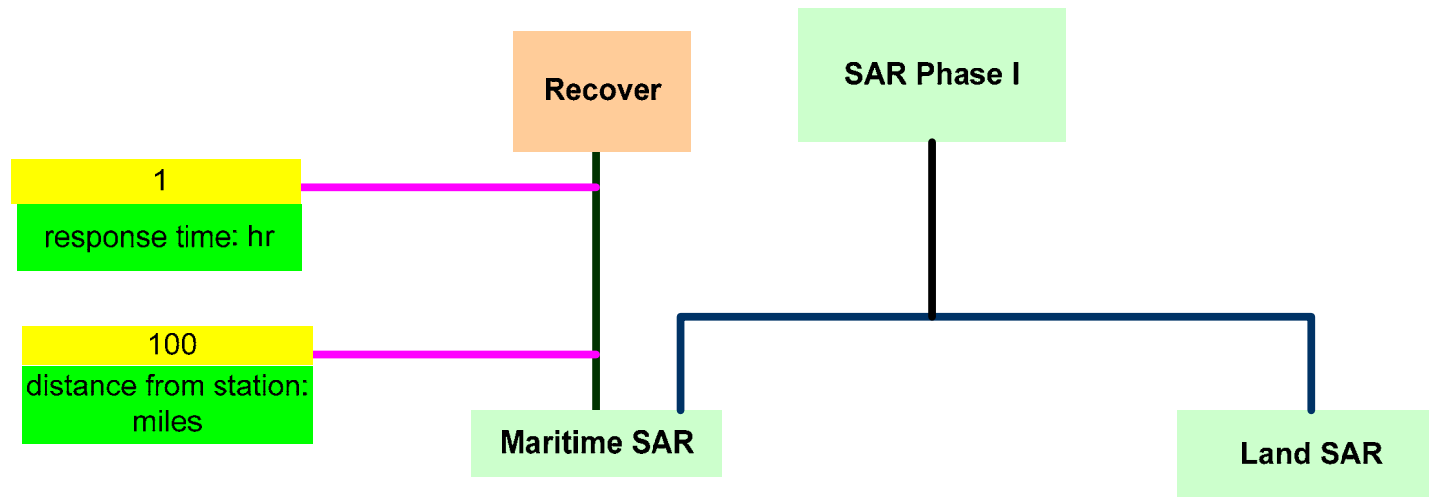 SAR Phase I
Recover
1
response time: hr
100
distance from station:
miles
Maritime SAR
Land SAR